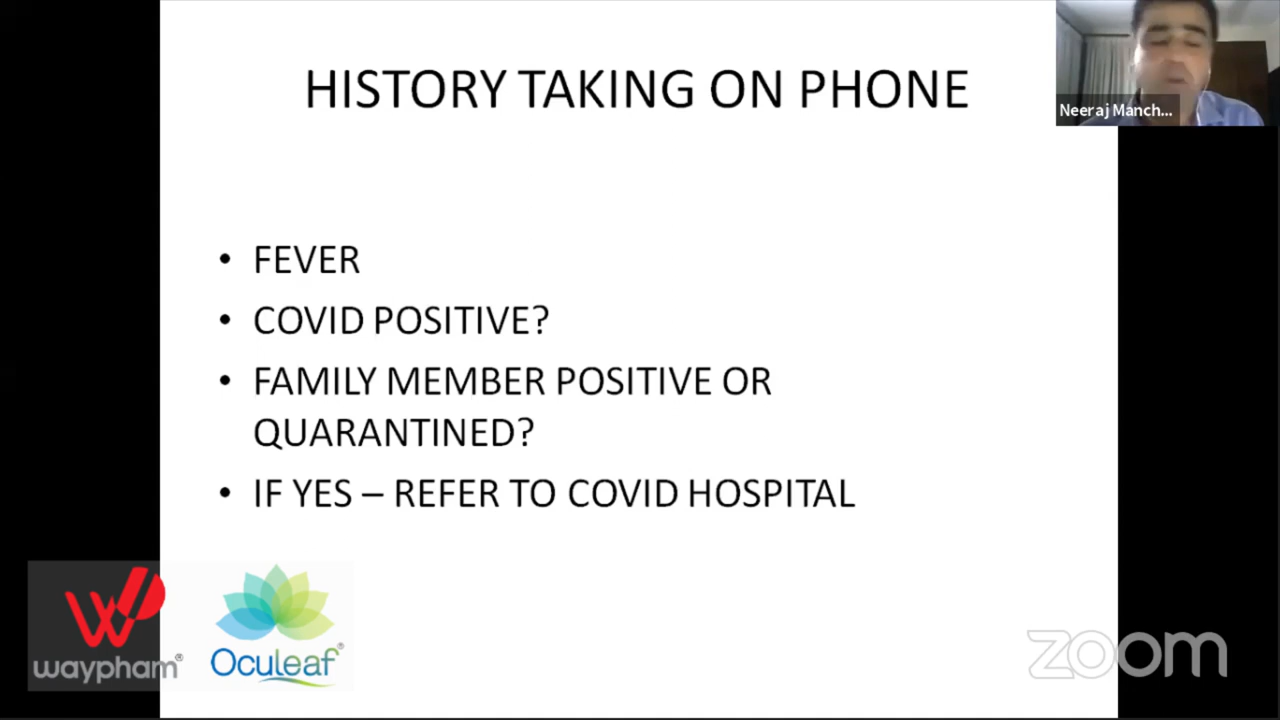 HISTORY TAKING ON PHONE
Neeraj Manch...
• FEVER
• COVID POSITIVE?
• FAMILY MEMBER POSITIVE OR
QUARANTINED?
• IF YES – REFER TO COVID HOSPITAL
waypham®
Oculeaf®
zoom